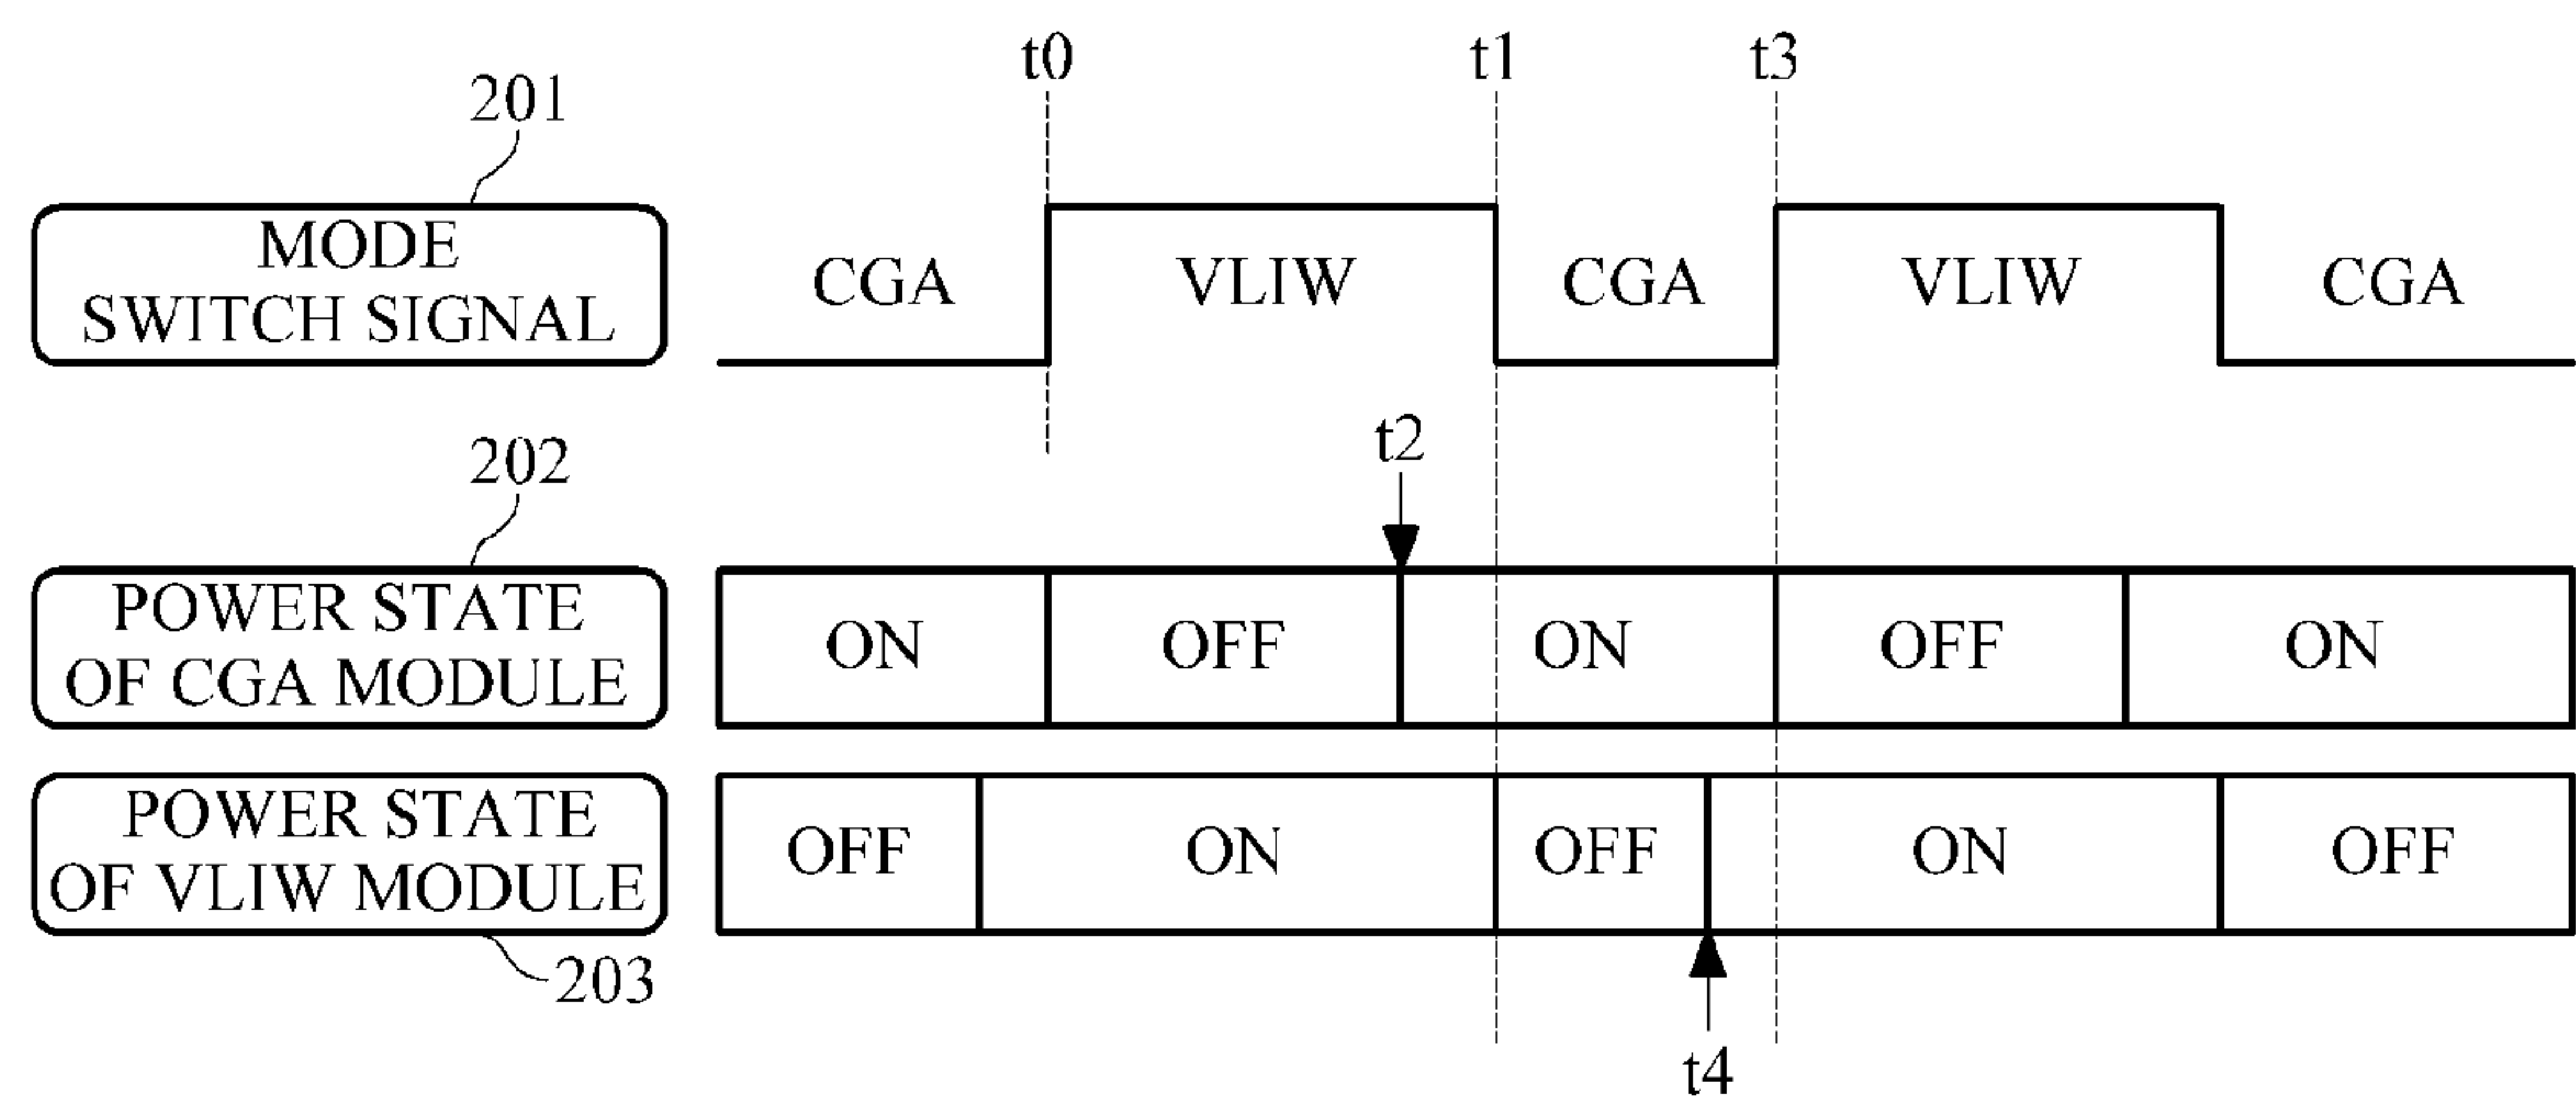 t0 t1 t3
201
MODE
SWITCH SIGNAL
CGA VLIW CGA VLIW CGA
t2
202
POWER STATE
OF CGA MODULE
ON OFF ON OFF ON
POWER STATE
OF VLIW MODULE
OFF ON OFF ON OFF
203
t4